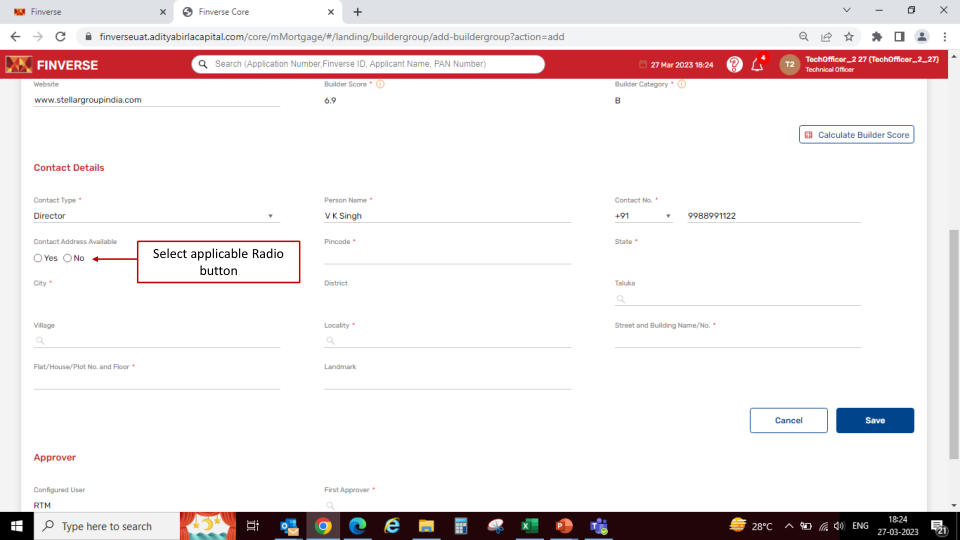 Finverse
Finverse Core
finverseuat.adityabirlacapital.com/core/mMortgage/#/landing/buildergroup/add-buildergroup?action=add
FINVERSE
Search (Application Number,Finverse ID, Applicant Name, PAN Number)
27 Mar 2023 18:24
4
T2
TechOfficer_2 27 (TechOfficer_2_27)
Technical Officer
Website
Builder Score *
Builder Category *
www.stellargroupindia.com
6.9
B
Calculate Builder Score
Contact Details
Contact Type *
Person Name *
Contact No. *
Director
V K Singh
+91
9988991122
Contact Address Available
Pincode *
State *
Yes
No
Select applicable Radio
button
City *
District
Taluka
Village
Locality *
Street and Building Name/No. *
Flat/House/Plot No. and Floor *
Landmark
Cancel
Save
Approver
Configured User
First Approver *
RTM
Type here to search
28°C
ENG
18:24
27-03-2023
21